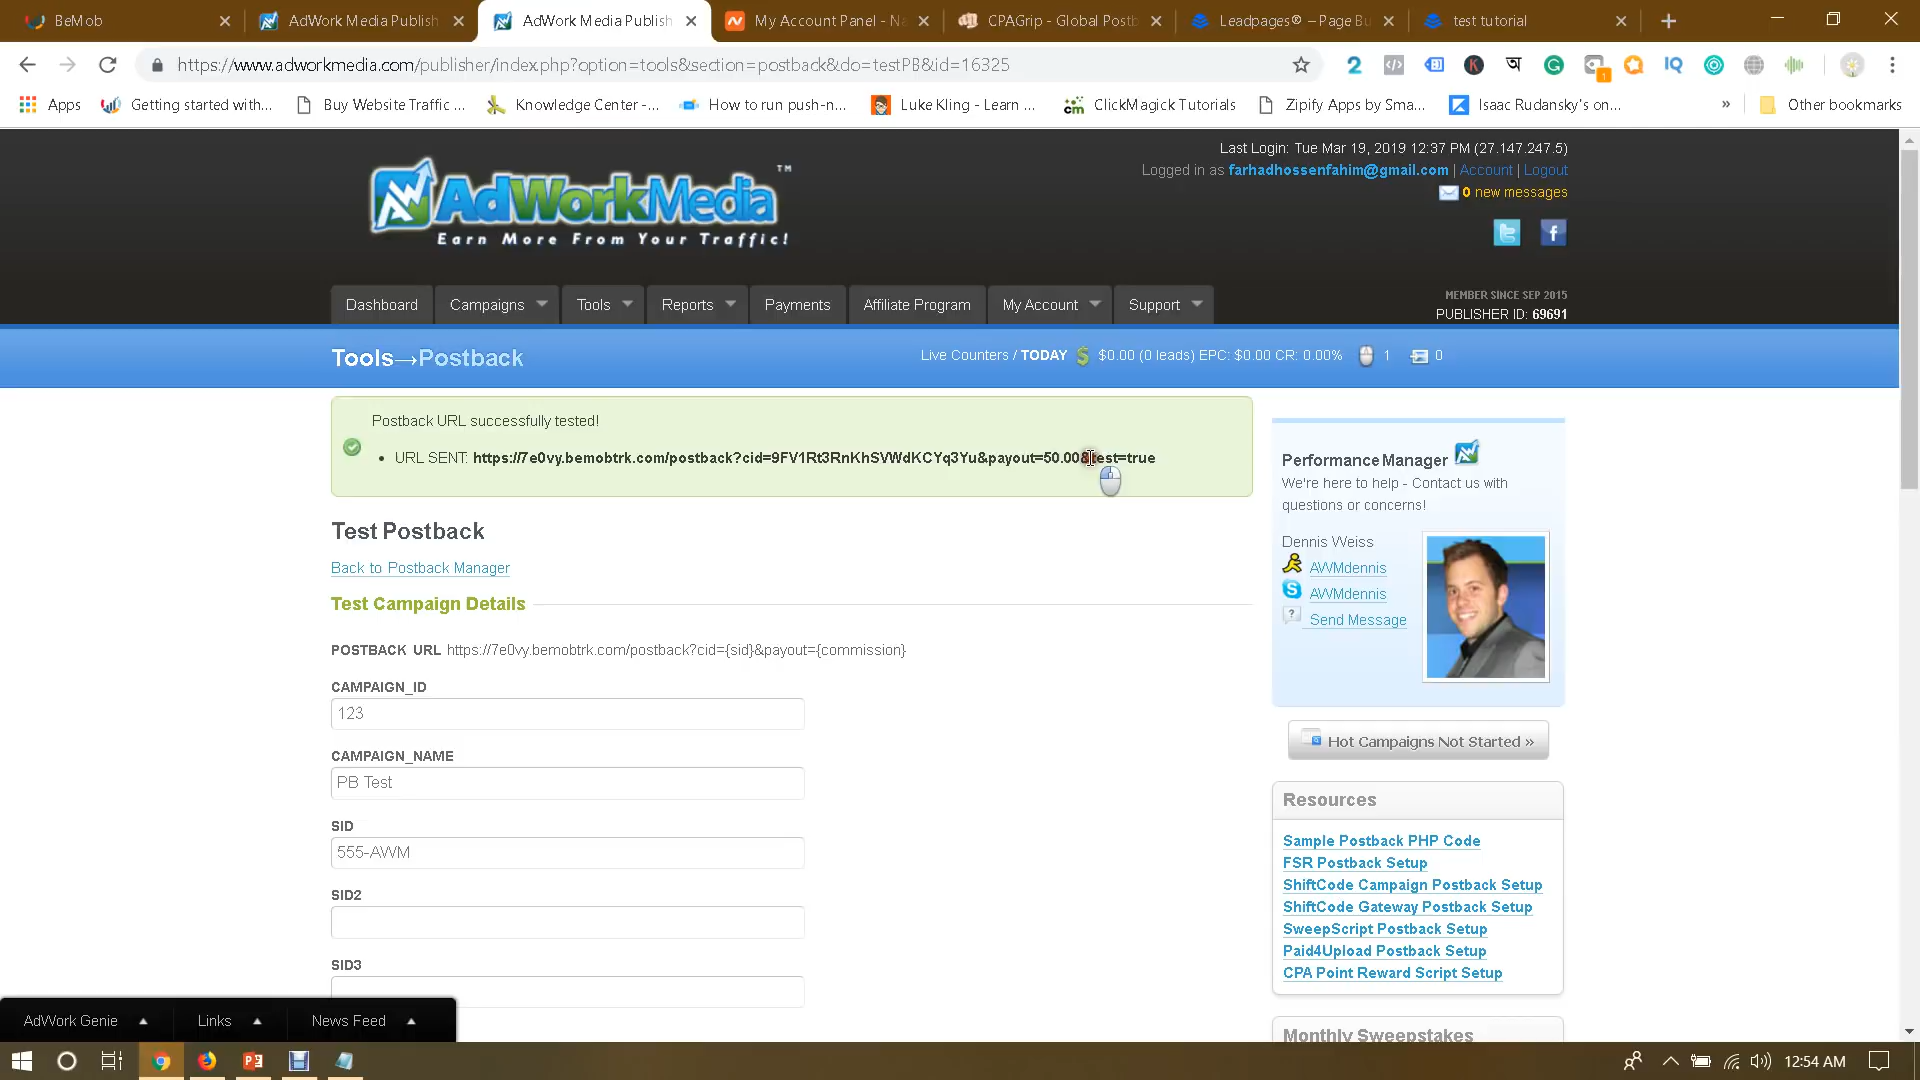 BeMob
AdWork Media Publish
AdWork Media Publish
My Account Panel - Na
CPAGrip - Global Postb
Leadpages® – Page Bu
test tutorial
https://www.adworkmedia.com/publisher/index.php?option=tools&section=postback&do=testPB&id=16325
Apps
Getting started with...
Buy Website Traffic ...
Knowledge Center -...
How to run push-n...
Luke Kling - Learn ...
ClickMagick Tutorials
Zipify Apps by Sma...
Isaac Rudansky's on...
»
Other bookmarks
AdWorkMedia™
Earn More From Your Traffic!
Last Login: Tue Mar 19, 2019 12:37 PM (27.147.247.5)
Logged in as farhadhossenfahim@gmail.com | Account | Logout
0 new messages
Dashboard
Campaigns
Tools
Reports
Payments
Affiliate Program
My Account
Support
MEMBER SINCE SEP 2015
PUBLISHER ID: 69691
Tools→Postback
Live Counters / TODAY $0.00 (0 leads) EPC: $0.00 CR: 0.00% 1 0
Postback URL successfully tested!
• URL SENT: https://7e0vy.bemobtrk.com/postback?cid=9FV1Rt3RnKhSVWdKCYq3Yu&payout=50.00&test=true
Test Postback
Back to Postback Manager
Test Campaign Details
POSTBACK URL https://7e0vy.bemobtrk.com/postback?cid={sid}&payout={commission}
CAMPAIGN_ID
123
CAMPAIGN_NAME
PB Test
SID
555-AWM
SID2
SID3
Performance Manager
We're here to help - Contact us with
questions or concerns!
Dennis Weiss
AWMdennis
AWMdennis
Send Message
Hot Campaigns Not Started »
Resources
Sample Postback PHP Code
FSR Postback Setup
ShiftCode Campaign Postback Setup
ShiftCode Gateway Postback Setup
SweepScript Postback Setup
Paid4Upload Postback Setup
CPA Point Reward Script Setup
Monthly Sweepstakes
AdWork Genie
Links
News Feed
12:54 AM